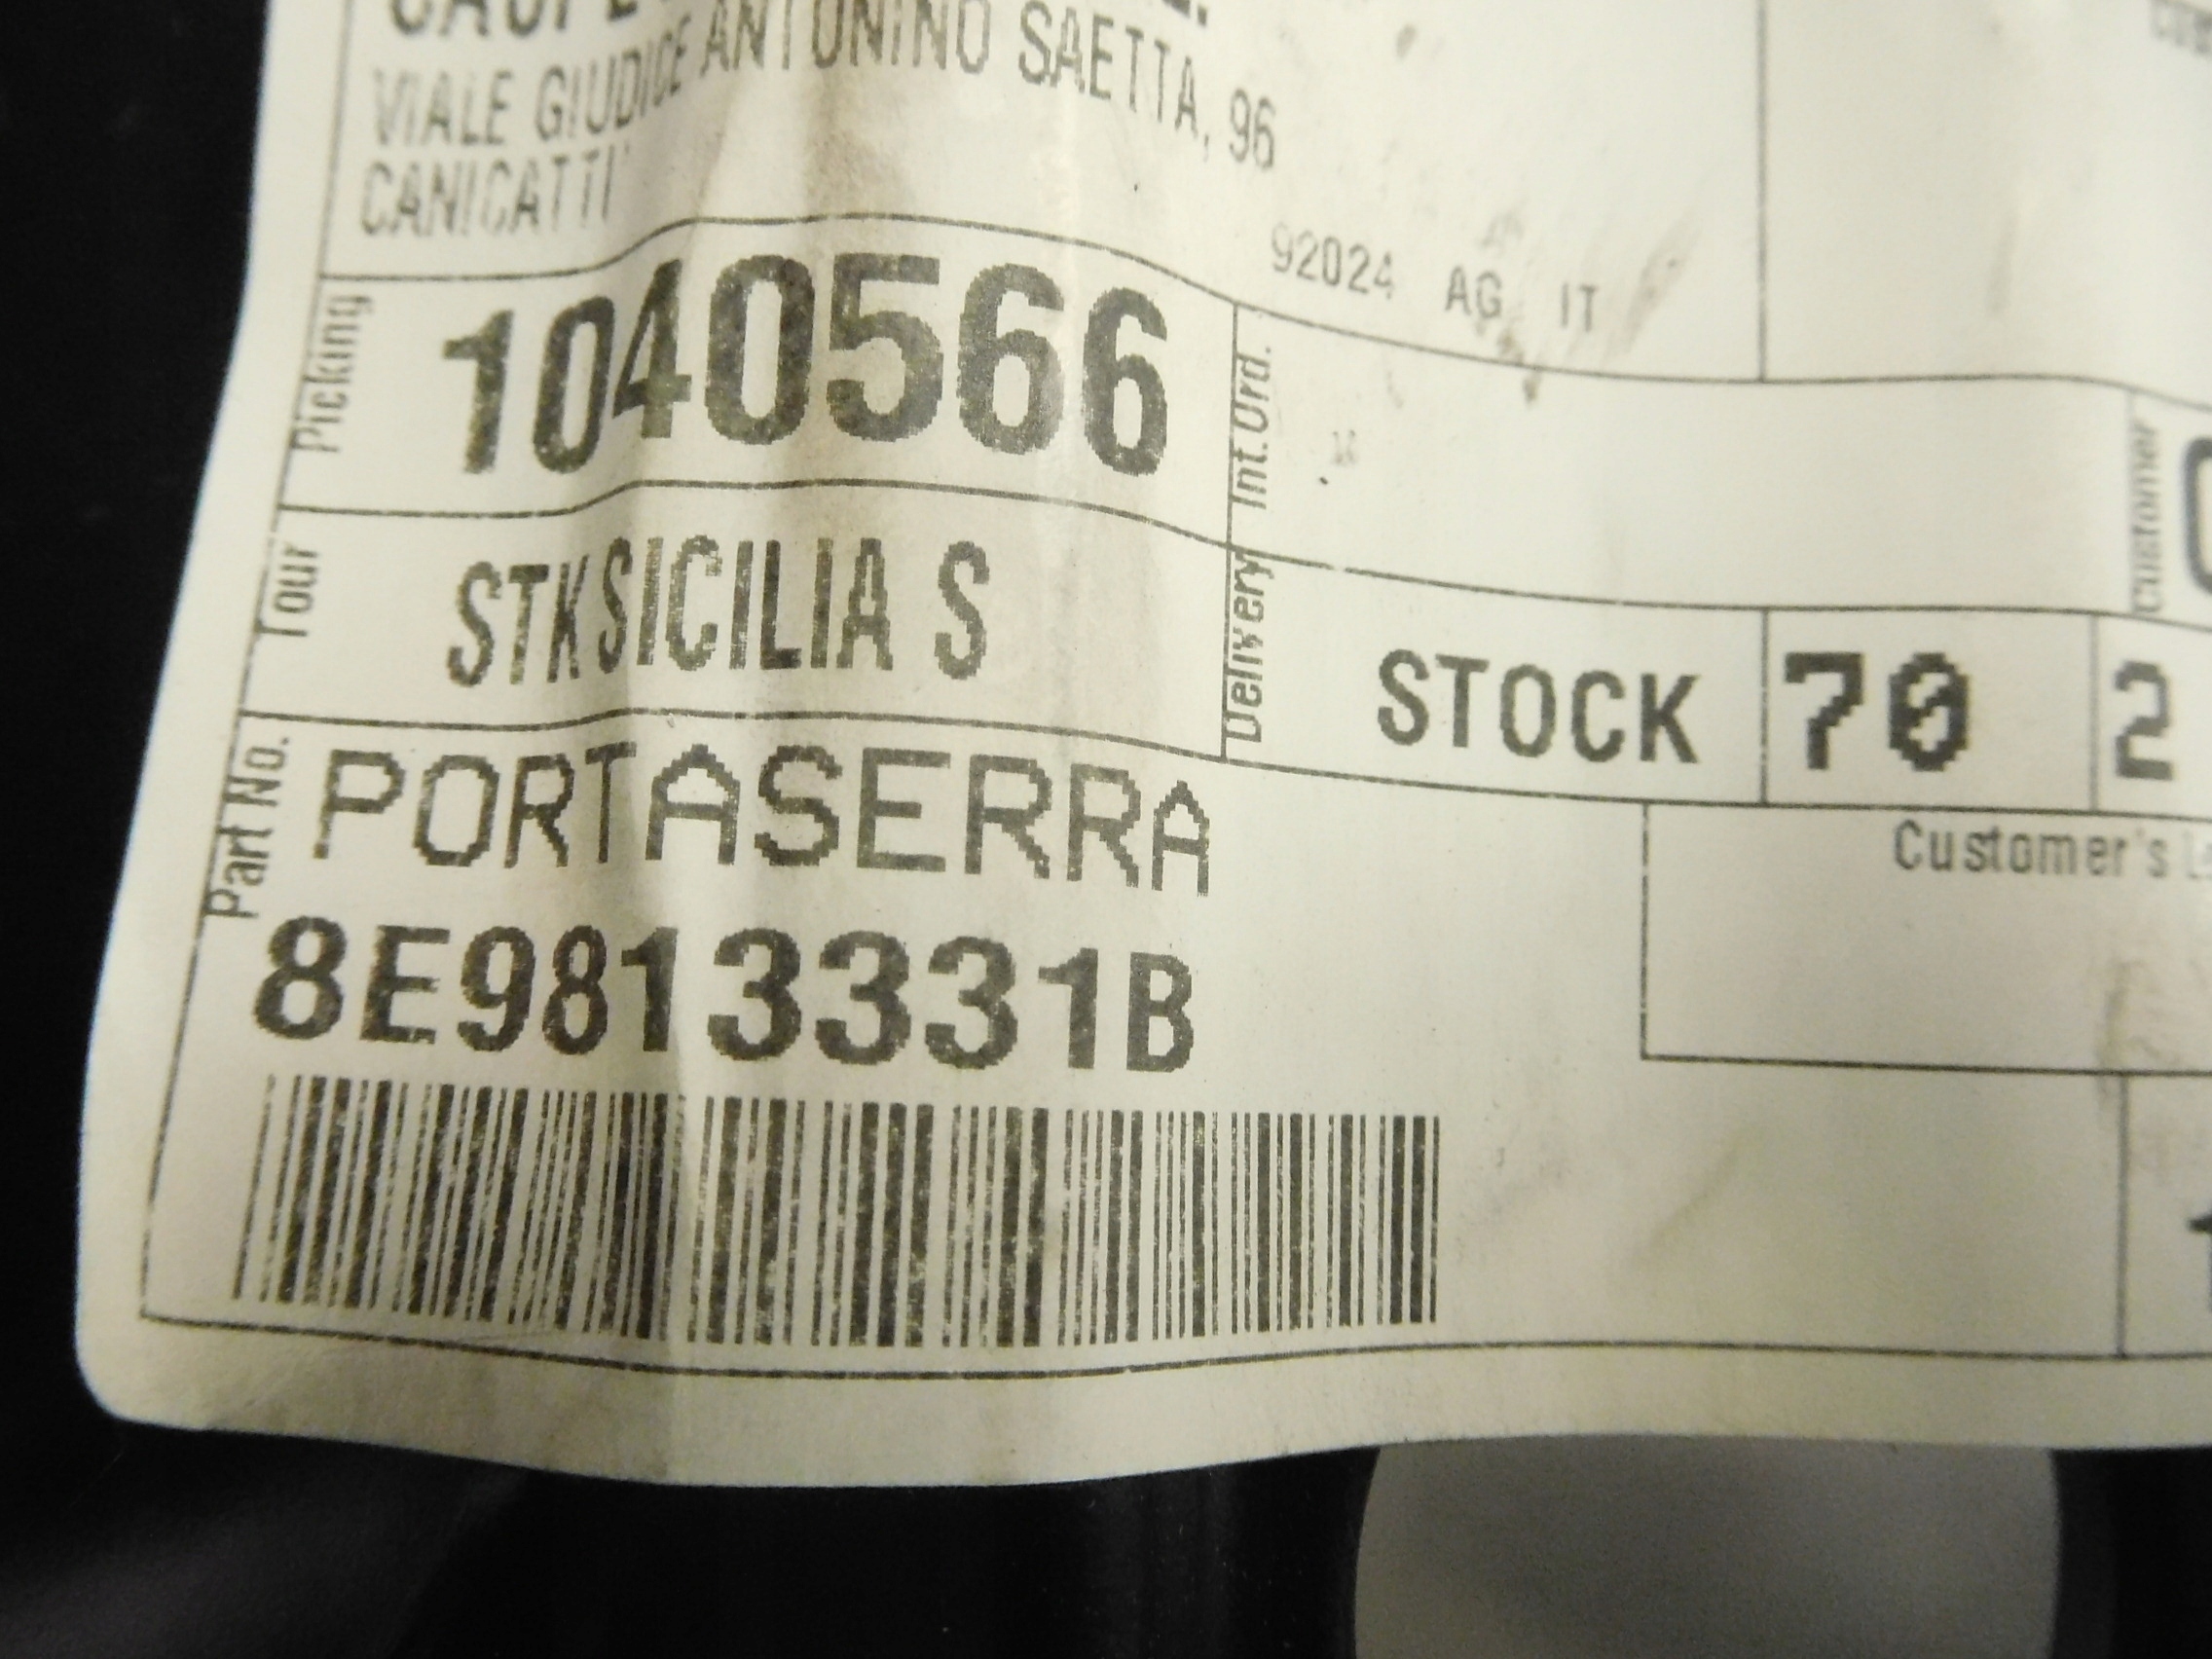 VIALE GIUDICE ANTONINO SAETTA, 96
CANICATTI'
92024 AG IT
Picking 1040566
Int.Ord.
Customer
Tour STKSICILIA S
Delivery STOCK 70 2
Part No. PORTASERRA
8E9813331B
Customer's